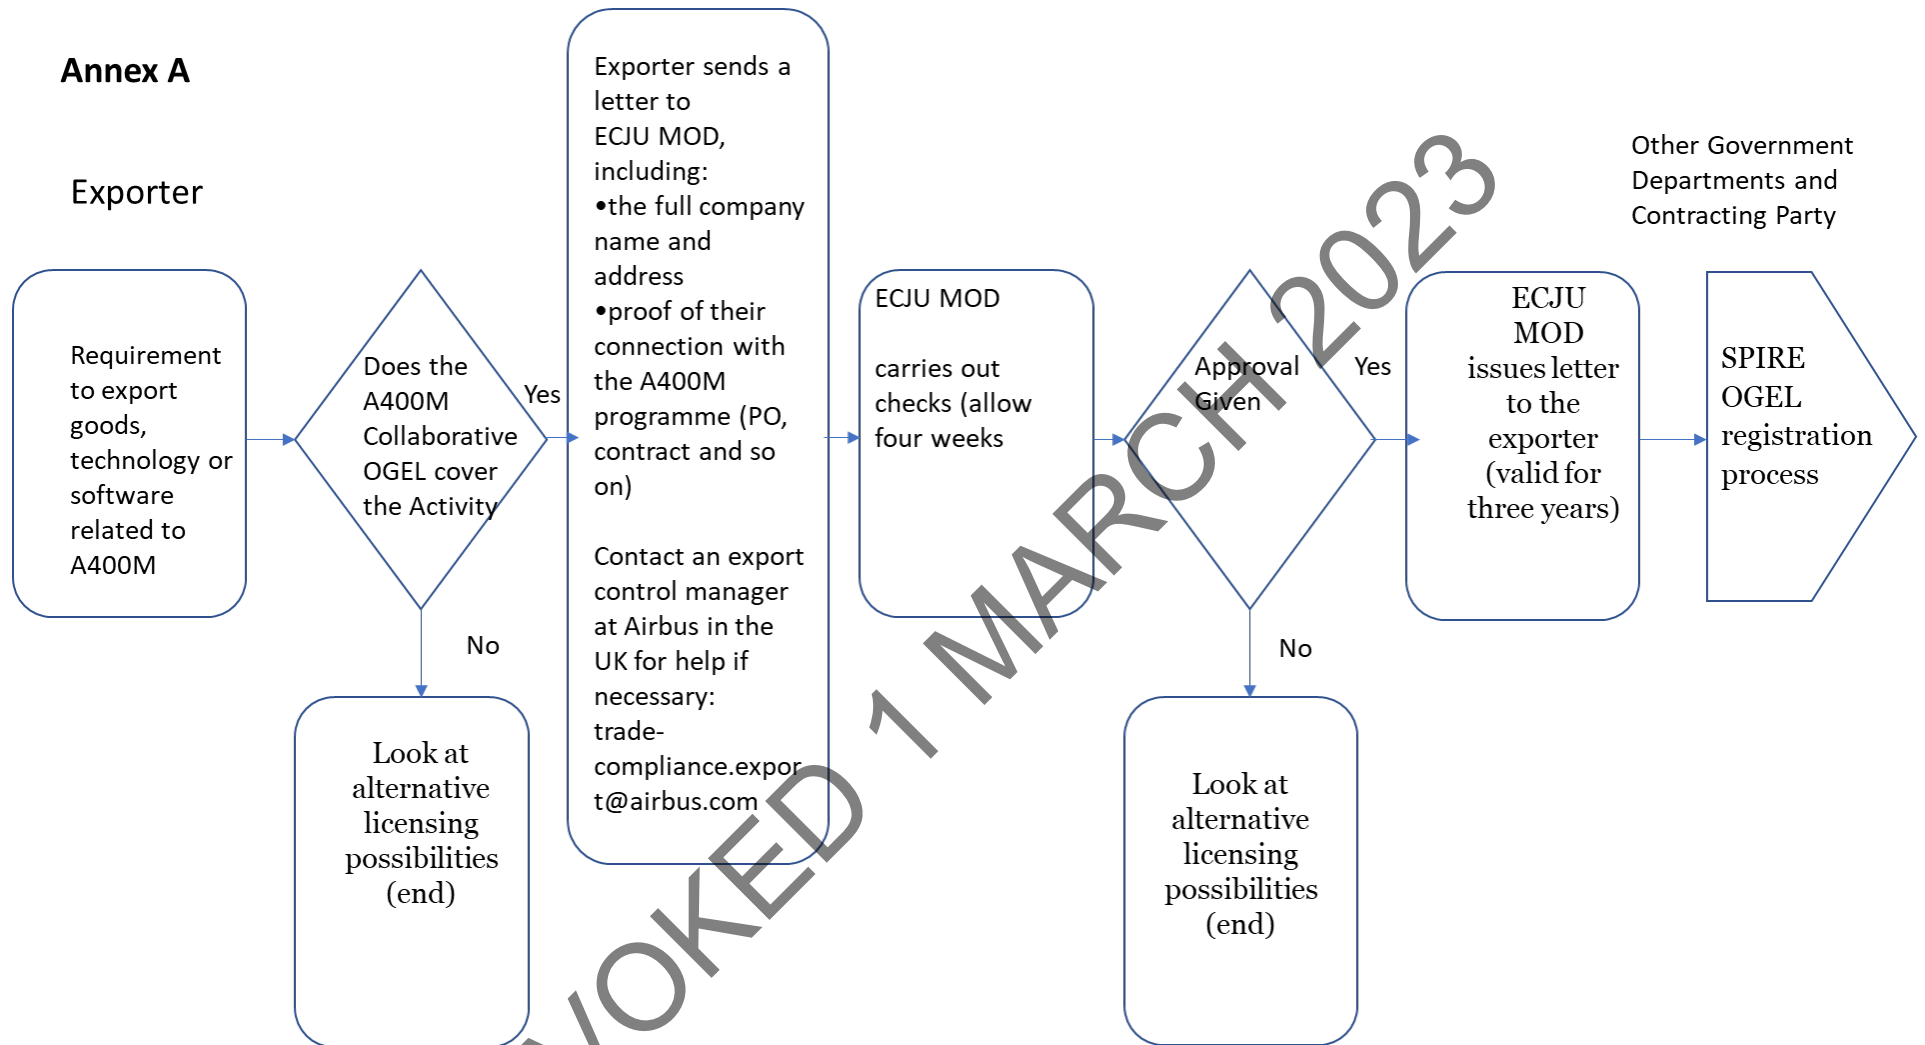 Annex A
Exporter
Requirement
to export
goods,
technology or
software
related to
A400M
Does the
A400M
Collaborative
OGEL cover
the Activity
Yes
No
Look at
alternative
licensing
possibilities
(end)
Exporter sends a
letter to
ECJU MOD,
including:
•the full company
name and
address
•proof of their
connection with
the A400M
programme (PO,
contract and so
on)
Contact an export
control manager
at Airbus in the
UK for help if
necessary:
trade-
compliance.expor
t@airbus.com
ECJU MOD
carries out
checks (allow
four weeks
Approval
Given
Yes
No
Look at
alternative
licensing
possibilities
(end)
ECJU
MOD
issues letter
to the
exporter
(valid for
three years)
Other Government
Departments and
Contracting Party
SPIRE
OGEL
registration
process
VOKED 1 MARCH 2023